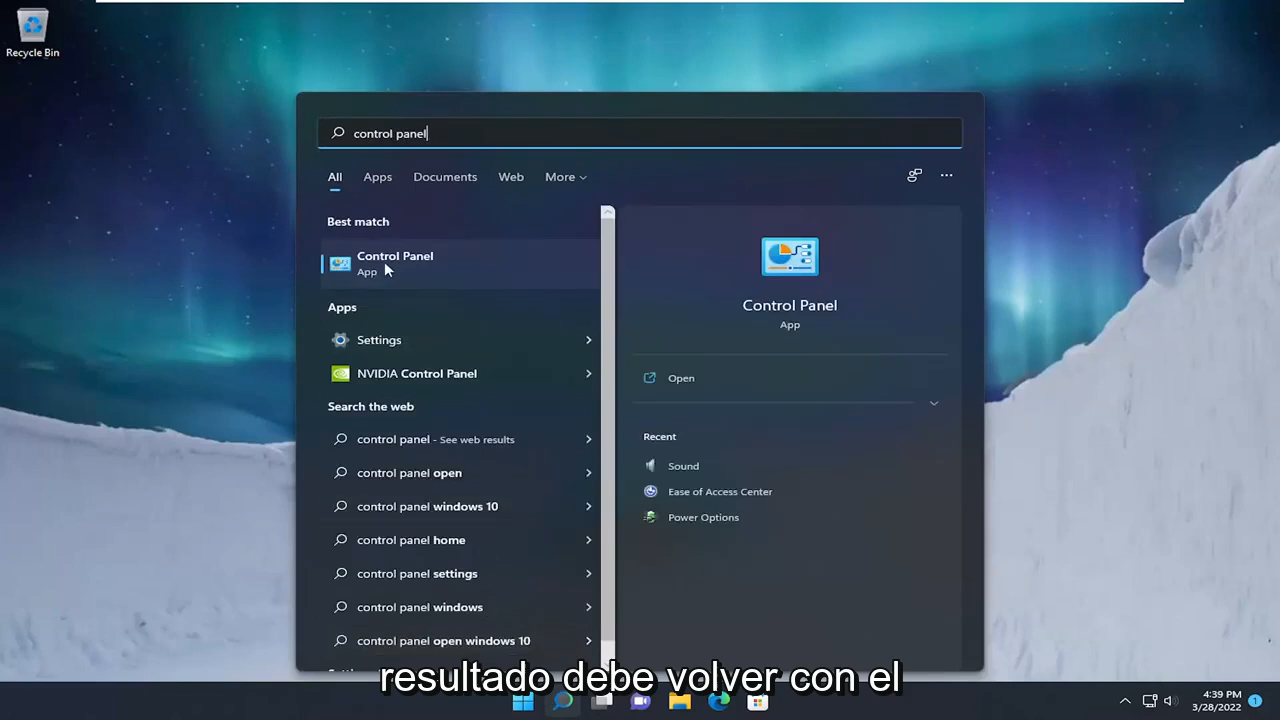 Recycle Bin
control panel
All Apps Documents Web More
Best match
Control Panel
App
Apps
Settings
NVIDIA Control Panel
Search the web
control panel - See web results
control panel open
control panel windows 10
control panel home
control panel settings
control panel windows
control panel open windows 10
Control Panel
App
Open
Recent
Sound
Ease of Access Center
Power Options
resultado debe volver con el
4:39 PM
3/28/2022
1